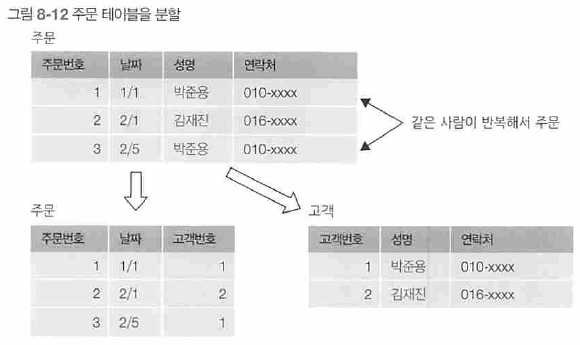 그림 8-12 주문 테이블을 분할
주문
주문번호 날짜 성명 연락처
1 1/1 박준용 010-xxxx
2 2/1 김재진 016-xxxx
3 2/5 박준용 010-xxxx
같은 사람이 반복해서 주문
주문
주문번호 날짜 고객번호
1 1/1 1
2 2/1 2
3 2/5 1
고객
고객번호 성명 연락처
1 박준용 010-xxxx
2 김재진 016-xxxx